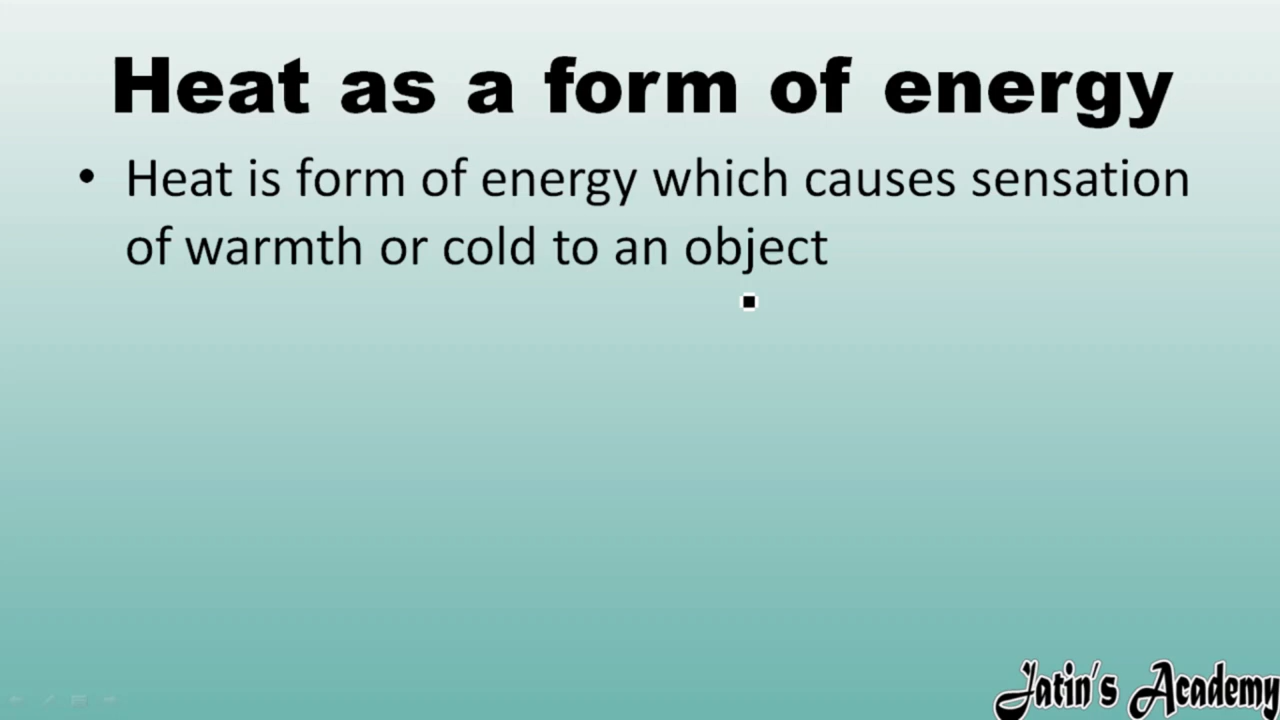 Heat as a form of energy
• Heat is form of energy which causes sensation
of warmth or cold to an object
Jatin's Academy